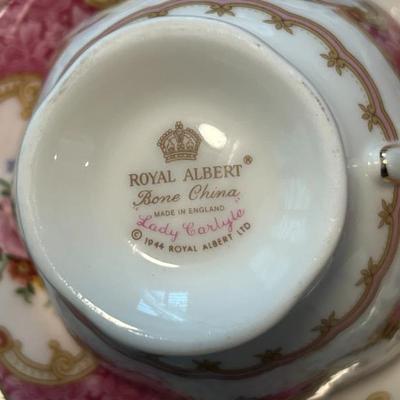 ROYAL ALBERT®
Bone China
MADE IN ENGLAND
"Lady Carlyle"
© 1944 ROYAL ALBERT LTD